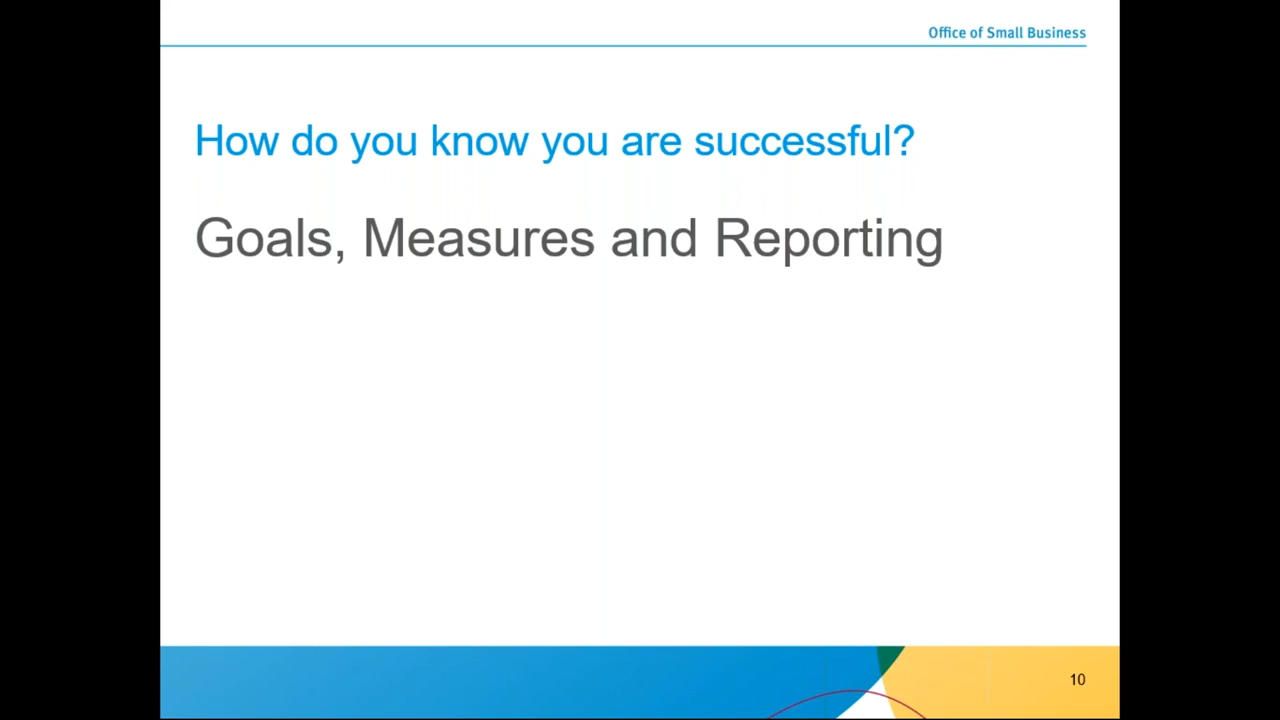 Office of Small Business
How do you know you are successful?
Goals, Measures and Reporting
10